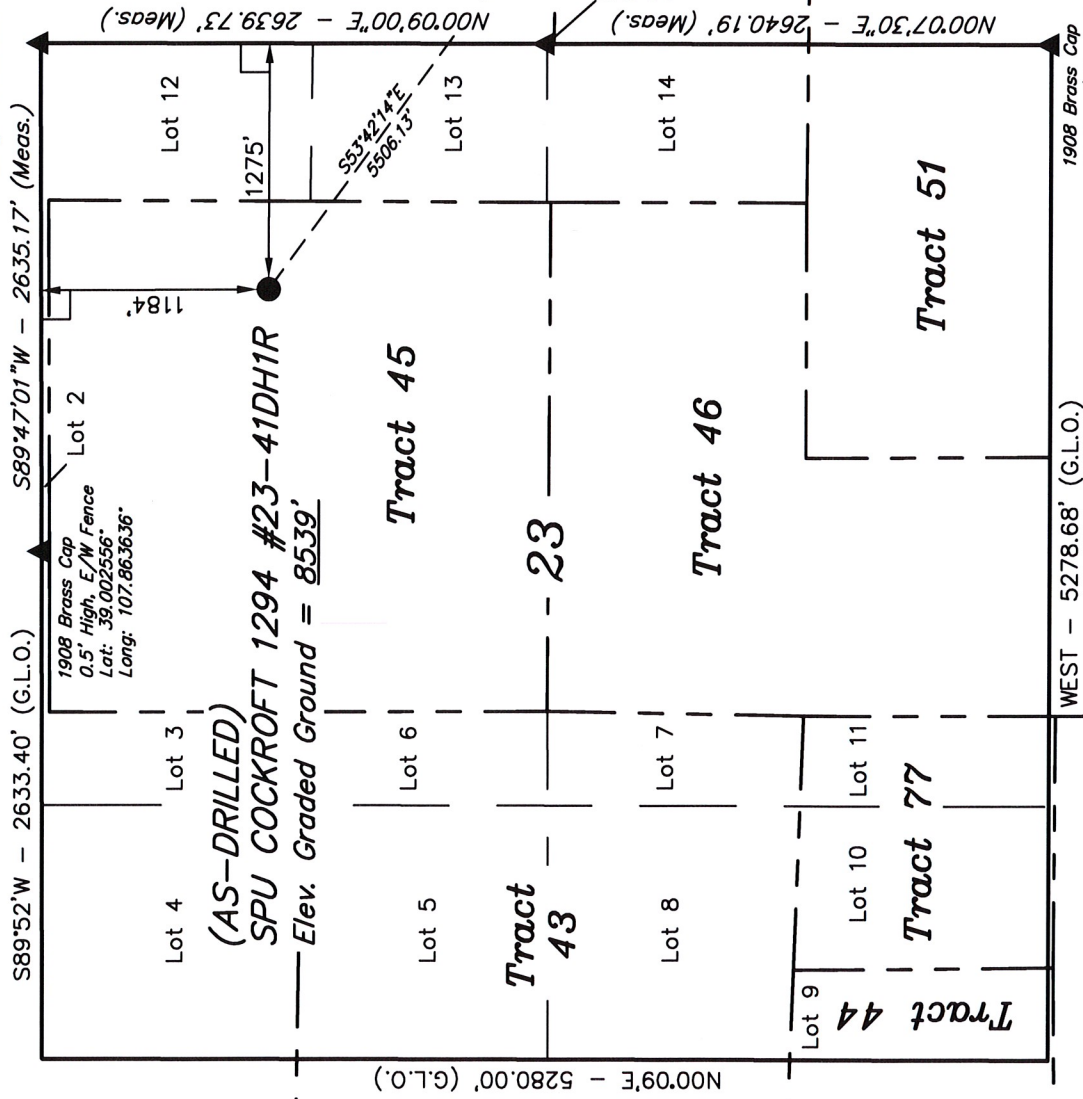 S89°52'W - 2633.40' (G.L.O.)
S89°47'01"W - 2635.17' (Meas.)
1908 Brass Cap
0.5' High, E/W Fence
Lat: 39.002556°
Long: 107.863636°
Lot 2
Lot 4
Lot 3
1184'
1275'
Lot 12
N00°09'00"E - 2639.73' (Meas.)
(AS-DRILLED)
SPU COCKROFT 1294 #23-41DH1R
Elev. Graded Ground = 8539'
S53°42'14"E
5506.13'
Lot 5
Lot 6
Tract 45
Lot 13
Tract
43
23
Lot 8
Lot 7
Tract 46
Lot 14
N00°07'30"E - 2640.19' (Meas.)
N00°09'E - 5280.00' (G.L.O.)
Lot 9
Lot 10
Lot 11
Tract 44
Tract 77
Tract 51
WEST - 5278.68' (G.L.O.)
1908 Brass Cap